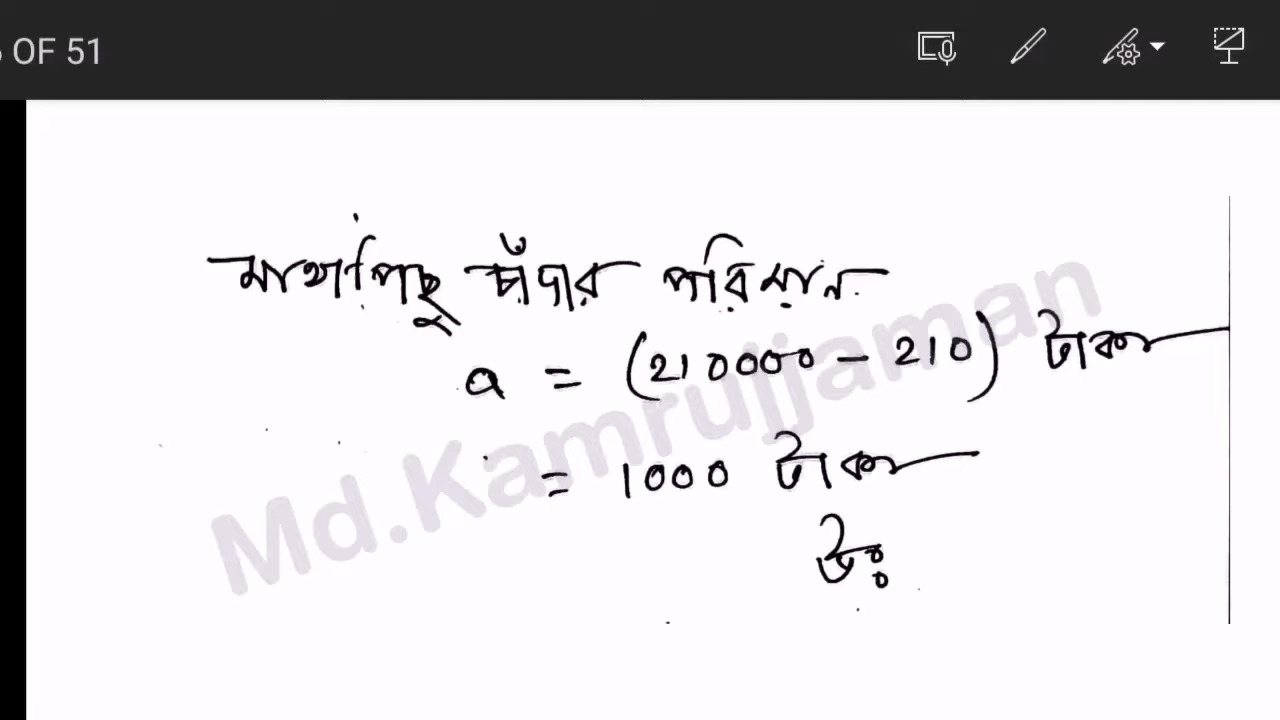 OF 51
মাথাপিছু চাঁদার পরিমান
a = (210000 − 210) টাকা
= 1000 টাকা
উঃ
Md.Kamrujjaman